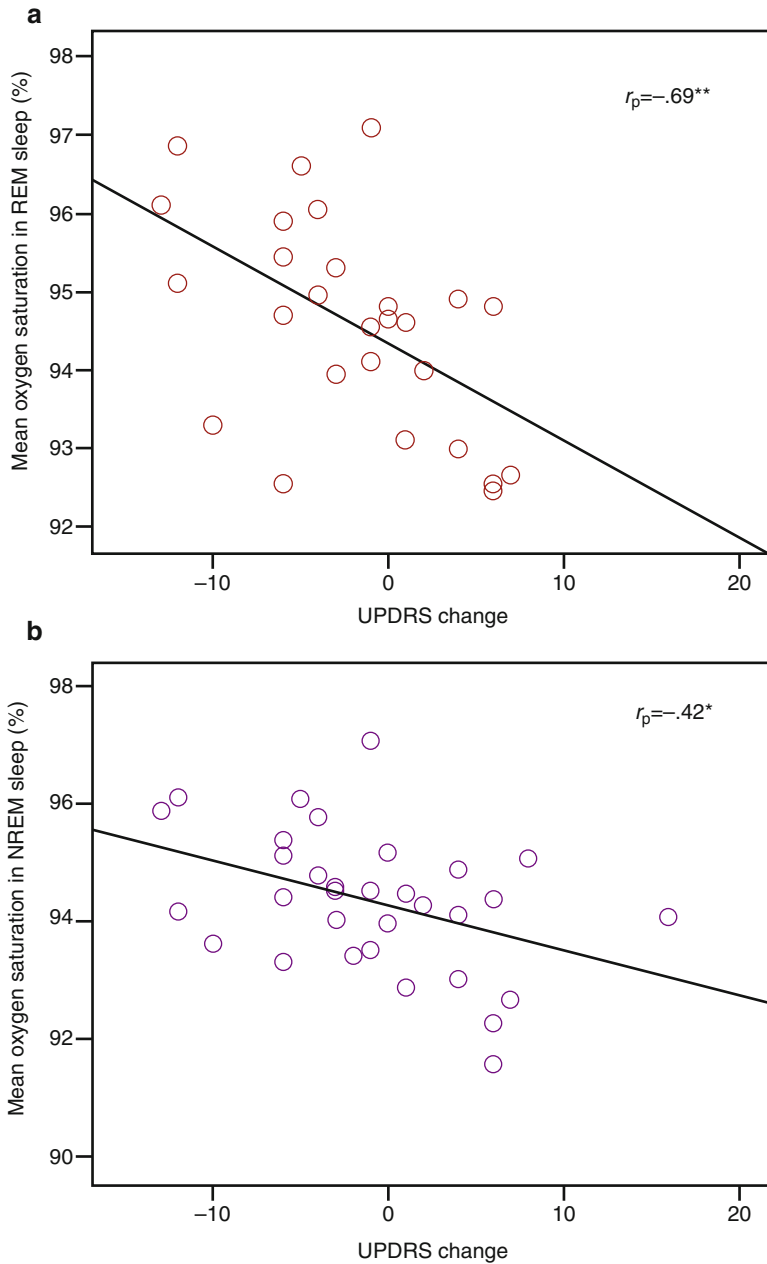 a
Mean oxygen saturation in REM sleep (%)
98
97
96
95
94
93
92
r_p=–.69**
–10
0
10
20
UPDRS change
b
Mean oxygen saturation in NREM sleep (%)
98
96
94
92
90
r_p=–.42*
–10
0
10
20
UPDRS change